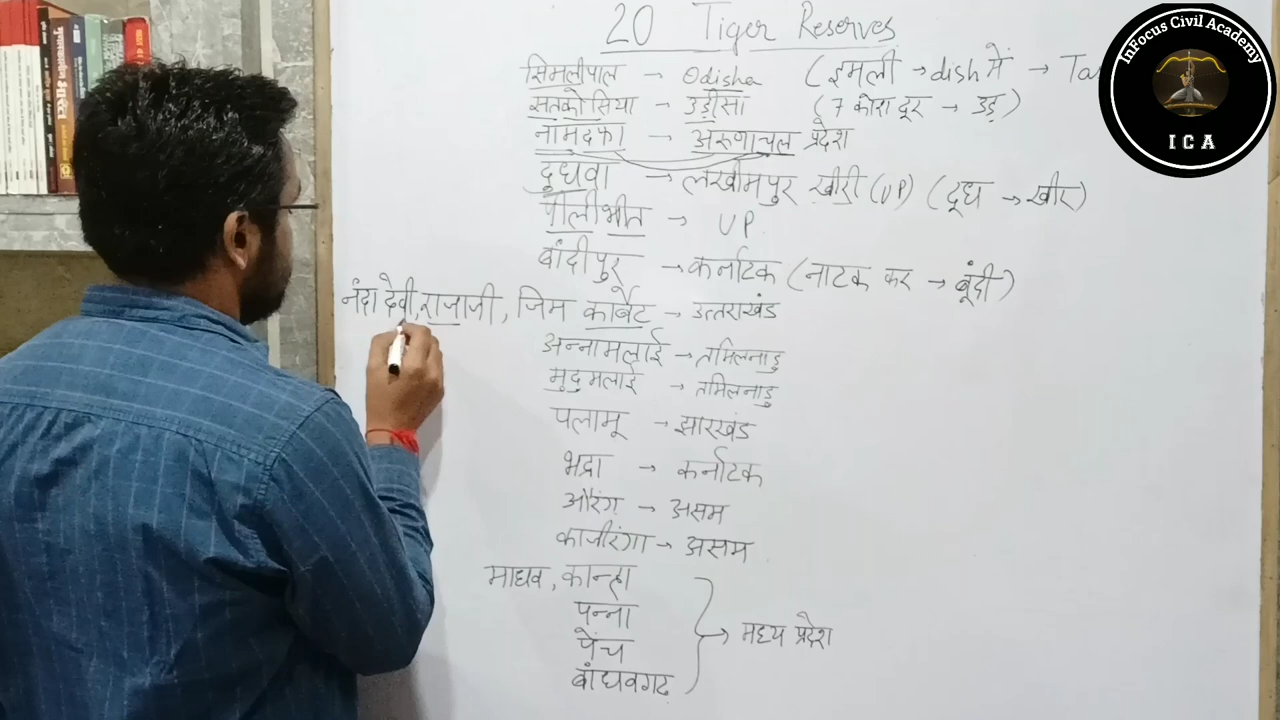 20 Tiger Reserves
सिमलीपाल → Odisha (इमली → dish में → Ta
सतकोसिया → उड़ीसा (7 कोश दूर → उड़)
नामदफा → अरुणाचल प्रदेश
दुधवा → लखीमपुर खीरी (UP) (दूध → खीर)
पीलीभीत → UP
बांदीपुर → कर्नाटक (नाटक कर → बूंदी)
नंदा देवी, राजाजी, जिम कार्बेट → उत्तराखंड
अन्नामलाई → तमिलनाडु
मुदुमलाई → तमिलनाडु
पलामू → झारखंड
भद्रा → कर्नाटक
औरंग → असम
काजीरंगा → असम
माधव, कान्हा
पन्ना
पेंच
बांधवगढ
→ मध्य प्रदेश
InFocus Civil Academy
ICA